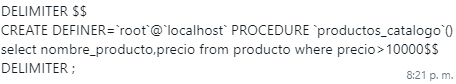 DELIMITER $$
CREATE DEFINER=`root`@`localhost` PROCEDURE `productos_catalogo`()
select nombre_producto,precio from producto where precio>10000$$
DELIMITER ;
8:21 p. m.